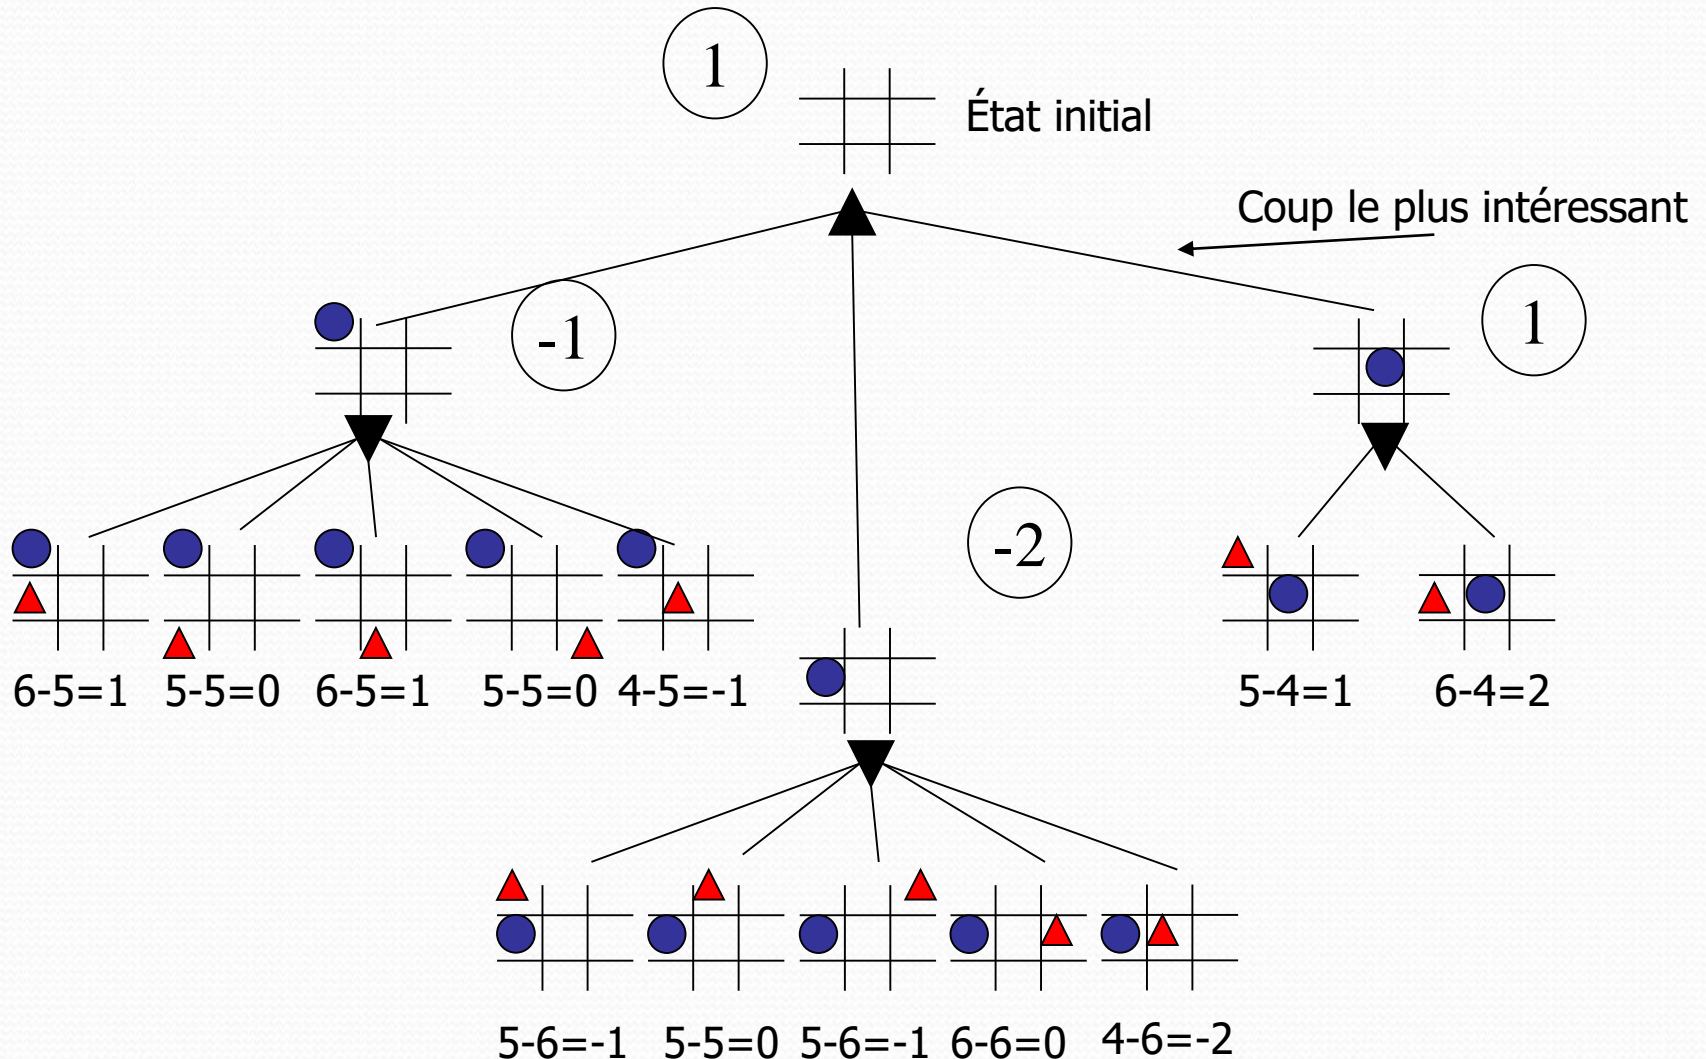 1
État initial
Coup le plus intéressant
-1
1
-2
6-5=1 5-5=0 6-5=1 5-5=0 4-5=-1
5-4=1 6-4=2
5-6=-1 5-5=0 5-6=-1 6-6=0 4-6=-2